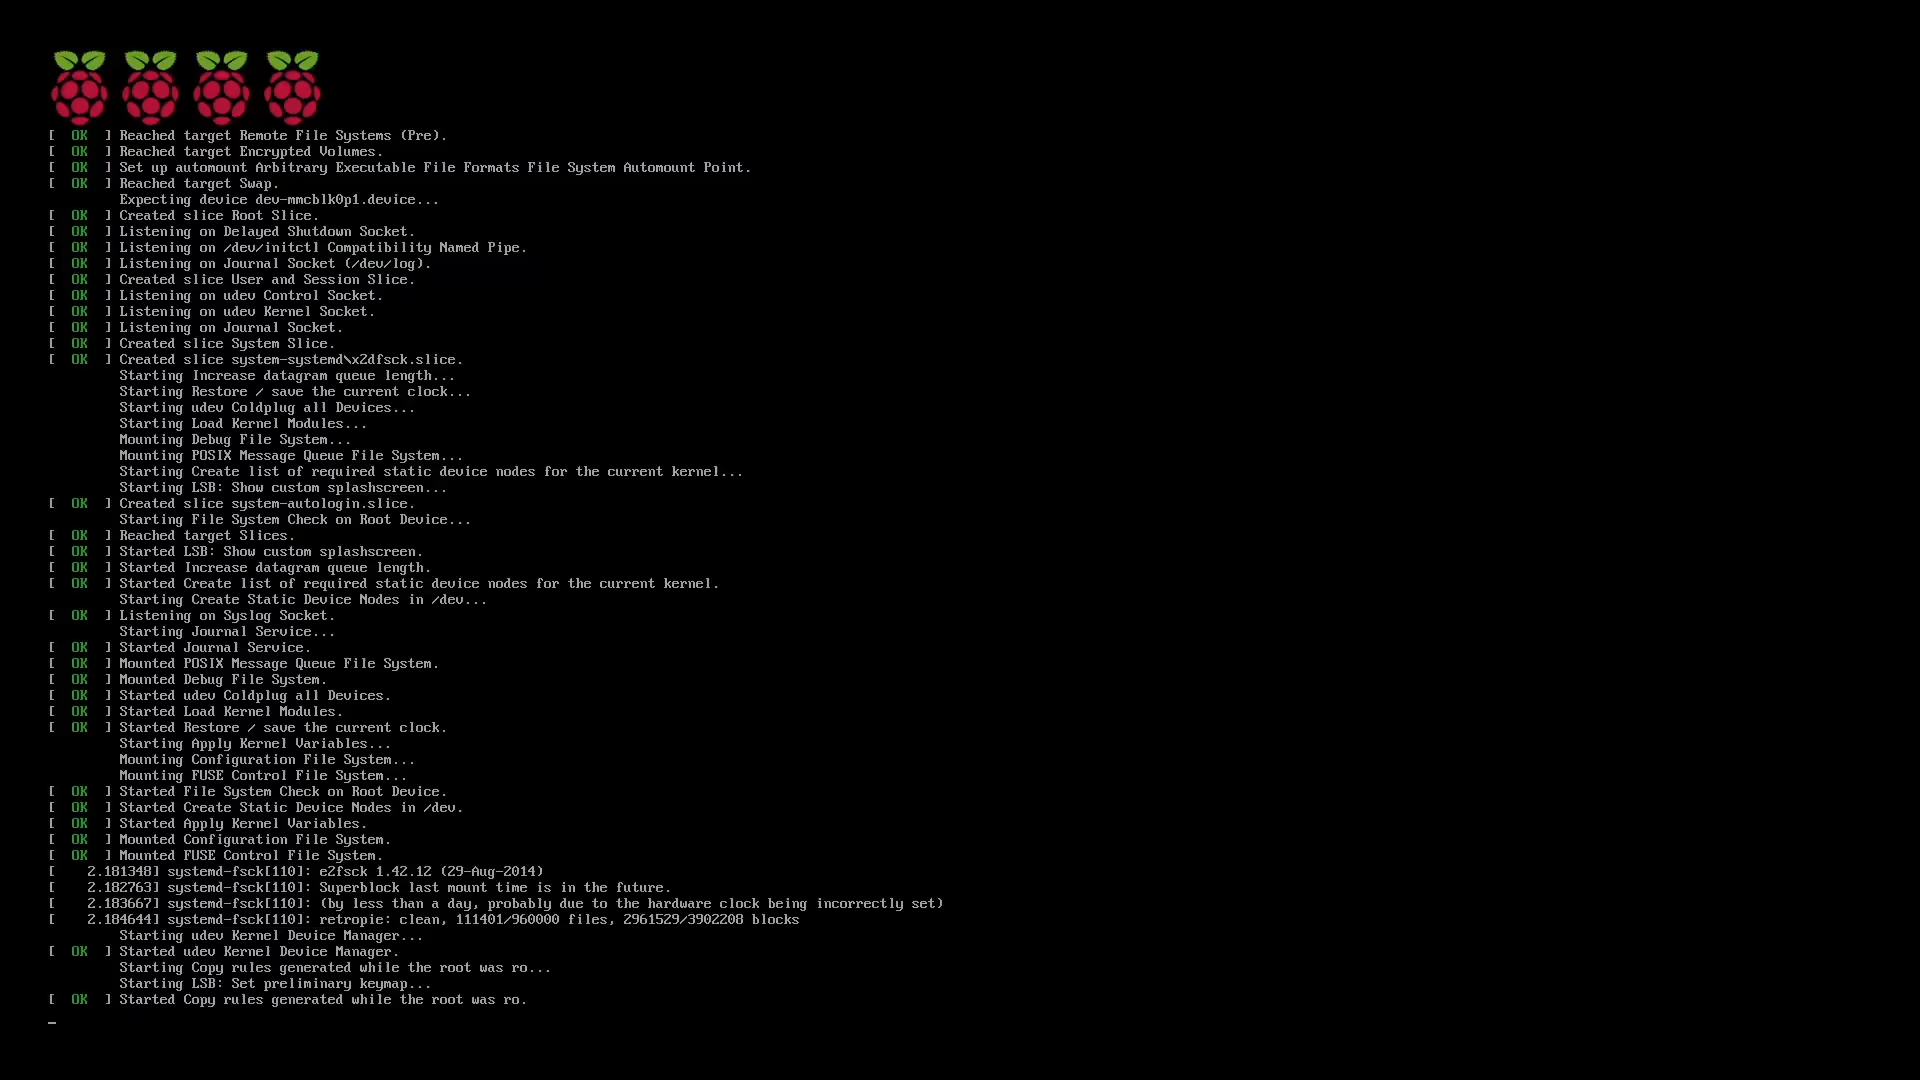 [  OK  ] Reached target Remote File Systems (Pre).
[  OK  ] Reached target Encrypted Volumes.
[  OK  ] Set up automount Arbitrary Executable File Formats File System Automount Point.
[  OK  ] Reached target Swap.
         Expecting device dev-mmcblk0p1.device...
[  OK  ] Created slice Root Slice.
[  OK  ] Listening on Delayed Shutdown Socket.
[  OK  ] Listening on /dev/initctl Compatibility Named Pipe.
[  OK  ] Listening on Journal Socket (/dev/log).
[  OK  ] Created slice User and Session Slice.
[  OK  ] Listening on udev Control Socket.
[  OK  ] Listening on udev Kernel Socket.
[  OK  ] Listening on Journal Socket.
[  OK  ] Created slice System Slice.
[  OK  ] Created slice system-systemd\x2dfsck.slice.
         Starting Increase datagram queue length...
         Starting Restore / save the current clock...
         Starting udev Coldplug all Devices...
         Starting Load Kernel Modules...
         Mounting Debug File System...
         Mounting POSIX Message Queue File System...
         Starting Create list of required static device nodes for the current kernel...
         Starting LSB: Show custom splashscreen...
[  OK  ] Created slice system-autologin.slice.
         Starting File System Check on Root Device...
[  OK  ] Reached target Slices.
[  OK  ] Started LSB: Show custom splashscreen.
[  OK  ] Started Increase datagram queue length.
[  OK  ] Started Create list of required static device nodes for the current kernel.
         Starting Create Static Device Nodes in /dev...
[  OK  ] Listening on Syslog Socket.
         Starting Journal Service...
[  OK  ] Started Journal Service.
[  OK  ] Mounted POSIX Message Queue File System.
[  OK  ] Mounted Debug File System.
[  OK  ] Started udev Coldplug all Devices.
[  OK  ] Started Load Kernel Modules.
[  OK  ] Started Restore / save the current clock.
         Starting Apply Kernel Variables...
         Mounting Configuration File System...
         Mounting FUSE Control File System...
[  OK  ] Started File System Check on Root Device.
[  OK  ] Started Create Static Device Nodes in /dev.
[  OK  ] Started Apply Kernel Variables.
[  OK  ] Mounted Configuration File System.
[  OK  ] Mounted FUSE Control File System.
[    2.181348] systemd-fsck[110]: e2fsck 1.42.12 (29-Aug-2014)
[    2.182763] systemd-fsck[110]: Superblock last mount time is in the future.
[    2.183667] systemd-fsck[110]: (by less than a day, probably due to the hardware clock being incorrectly set)
[    2.184644] systemd-fsck[110]: retropie: clean, 111401/960000 files, 2961529/3902208 blocks
         Starting udev Kernel Device Manager...
[  OK  ] Started udev Kernel Device Manager.
         Starting Copy rules generated while the root was ro...
         Starting LSB: Set preliminary keymap...
[  OK  ] Started Copy rules generated while the root was ro.
_